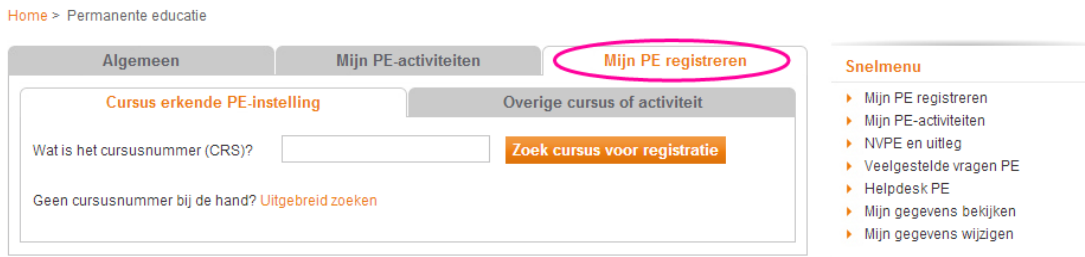 Home > Permanente educatie
Algemeen
Mijn PE-activiteiten
Mijn PE registreren
Cursus erkende PE-instelling
Overige cursus of activiteit
Wat is het cursusnummer (CRS)?
Zoek cursus voor registratie
Geen cursusnummer bij de hand? Uitgebreid zoeken
Snelmenu
Mijn PE registreren
Mijn PE-activiteiten
NVPE en uitleg
Veelgestelde vragen PE
Helpdesk PE
Mijn gegevens bekijken
Mijn gegevens wijzigen